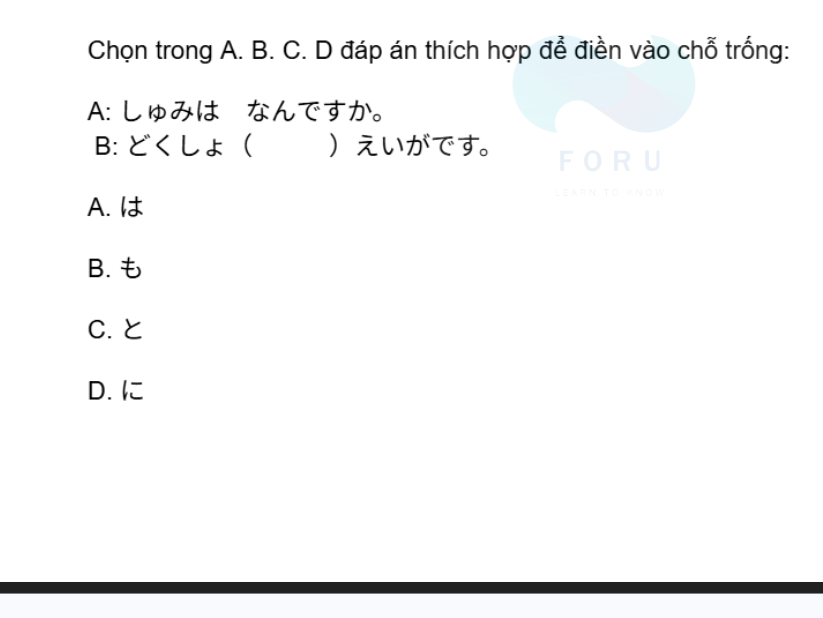 Chọn trong A. B. C. D đáp án thích hợp để điền vào chỗ trống:
A: しゅみは　なんですか。
B: どくしょ（　　　）えいがです。
FORU
LEARN TO KNOW
A. は
B. も
C. と
D. に